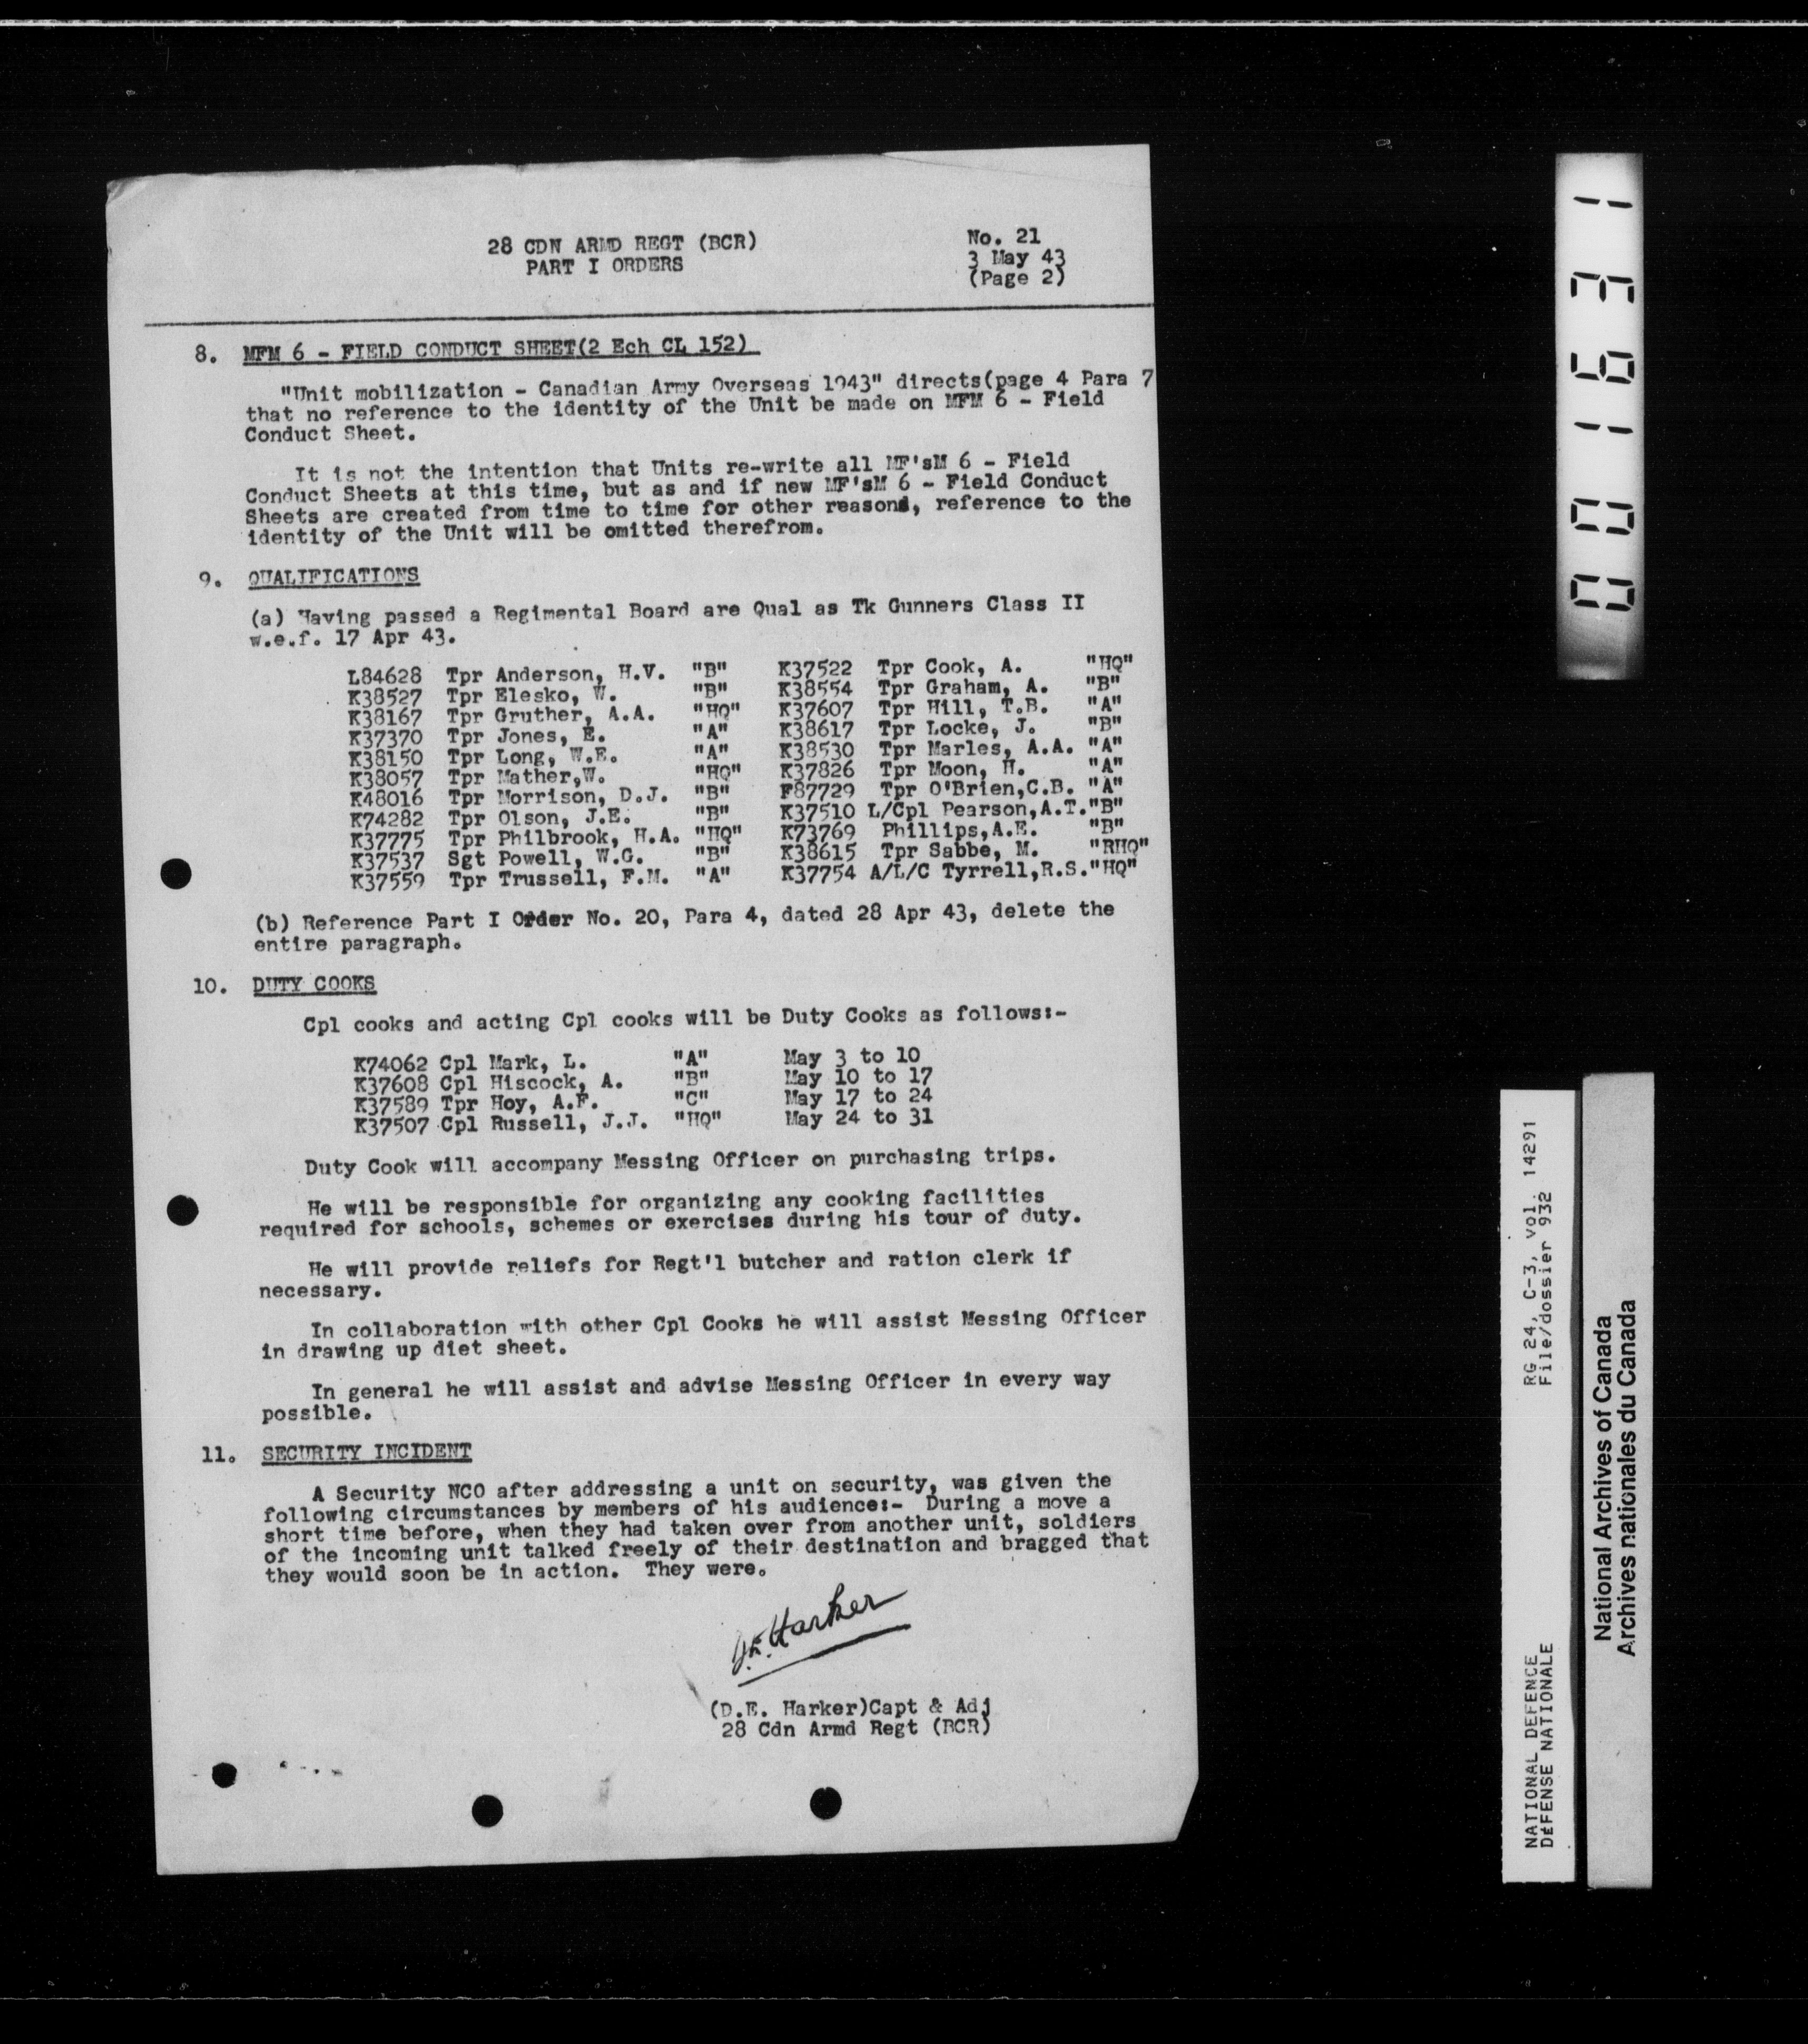 28 CDN ARMD REGT (BCR)
PART I ORDERS
No. 21
3 May 43
(Page 2)
8. MFM 6 - FIELD CONDUCT SHEET(2 Ech CL 152)
"Unit mobilization - Canadian Army Overseas 1943" directs(page 4 Para 7
that no reference to the identity of the Unit be made on MFM 6 - Field
Conduct Sheet.
It is not the intention that Units re-write all MF'sM 6 - Field
Conduct Sheets at this time, but as and if new MF'sM 6 - Field Conduct
Sheets are created from time to time for other reasons, reference to the
identity of the Unit will be omitted therefrom.
9. QUALIFICATIONS
(a) Having passed a Regimental Board are Qual as Tk Gunners Class II
w.e.f. 17 Apr 43.
L84628 Tpr Anderson, H.V. "B" K37522 Tpr Cook, A. "HQ"
K38527 Tpr Elesko, W. "B" K38554 Tpr Graham, A. "B"
K38167 Tpr Gruther, A.A. "HQ" K37607 Tpr Hill, T.B. "A"
K37370 Tpr Jones, E. "A" K38617 Tpr Locke, J. "B"
K38150 Tpr Long, W.E. "A" K38530 Tpr Marles, A.A. "A"
K38057 Tpr Mather,W. "HQ" K37826 Tpr Moon, H. "A"
K48016 Tpr Morrison, D.J. "B" F87729 Tpr O'Brien,C.B. "A"
K74282 Tpr Olson, J.E. "B" K37510 L/Cpl Pearson,A.T."B"
K37775 Tpr Philbrook, H.A. "HQ" K73769 Phillips,A.E. "B"
K37537 Sgt Powell, W.G. "B" K38615 Tpr Sabbe, M. "RHQ"
K37559 Tpr Trussell, F.M. "A" K37754 A/L/C Tyrrell,R.S."HQ"
(b) Reference Part I Order No. 20, Para 4, dated 28 Apr 43, delete the
entire paragraph.
10. DUTY COOKS
Cpl cooks and acting Cpl cooks will be Duty Cooks as follows:-
K74062 Cpl Mark, L. "A" May 3 to 10
K37608 Cpl Hiscock, A. "B" May 10 to 17
K37589 Tpr Hoy, A.F. "C" May 17 to 24
K37507 Cpl Russell, J.J. "HQ" May 24 to 31
Duty Cook will accompany Messing Officer on purchasing trips.
He will be responsible for organizing any cooking facilities
required for schools, schemes or exercises during his tour of duty.
He will provide reliefs for Regt'l butcher and ration clerk if
necessary.
In collaboration with other Cpl Cooks he will assist Messing Officer
in drawing up diet sheet.
In general he will assist and advise Messing Officer in every way
possible.
11. SECURITY INCIDENT
A Security NCO after addressing a unit on security, was given the
following circumstances by members of his audience:- During a move a
short time before, when they had taken over from another unit, soldiers
of the incoming unit talked freely of their destination and bragged that
they would soon be in action. They were.
D.E. Harker
(D.E. Harker)Capt & Adj
28 Cdn Armd Regt (BCR)
001631
RG 24, C-3, vol. 14291
File/dossier 932
NATIONAL DEFENCE
DÉFENSE NATIONALE
National Archives of Canada
Archives nationales du Canada